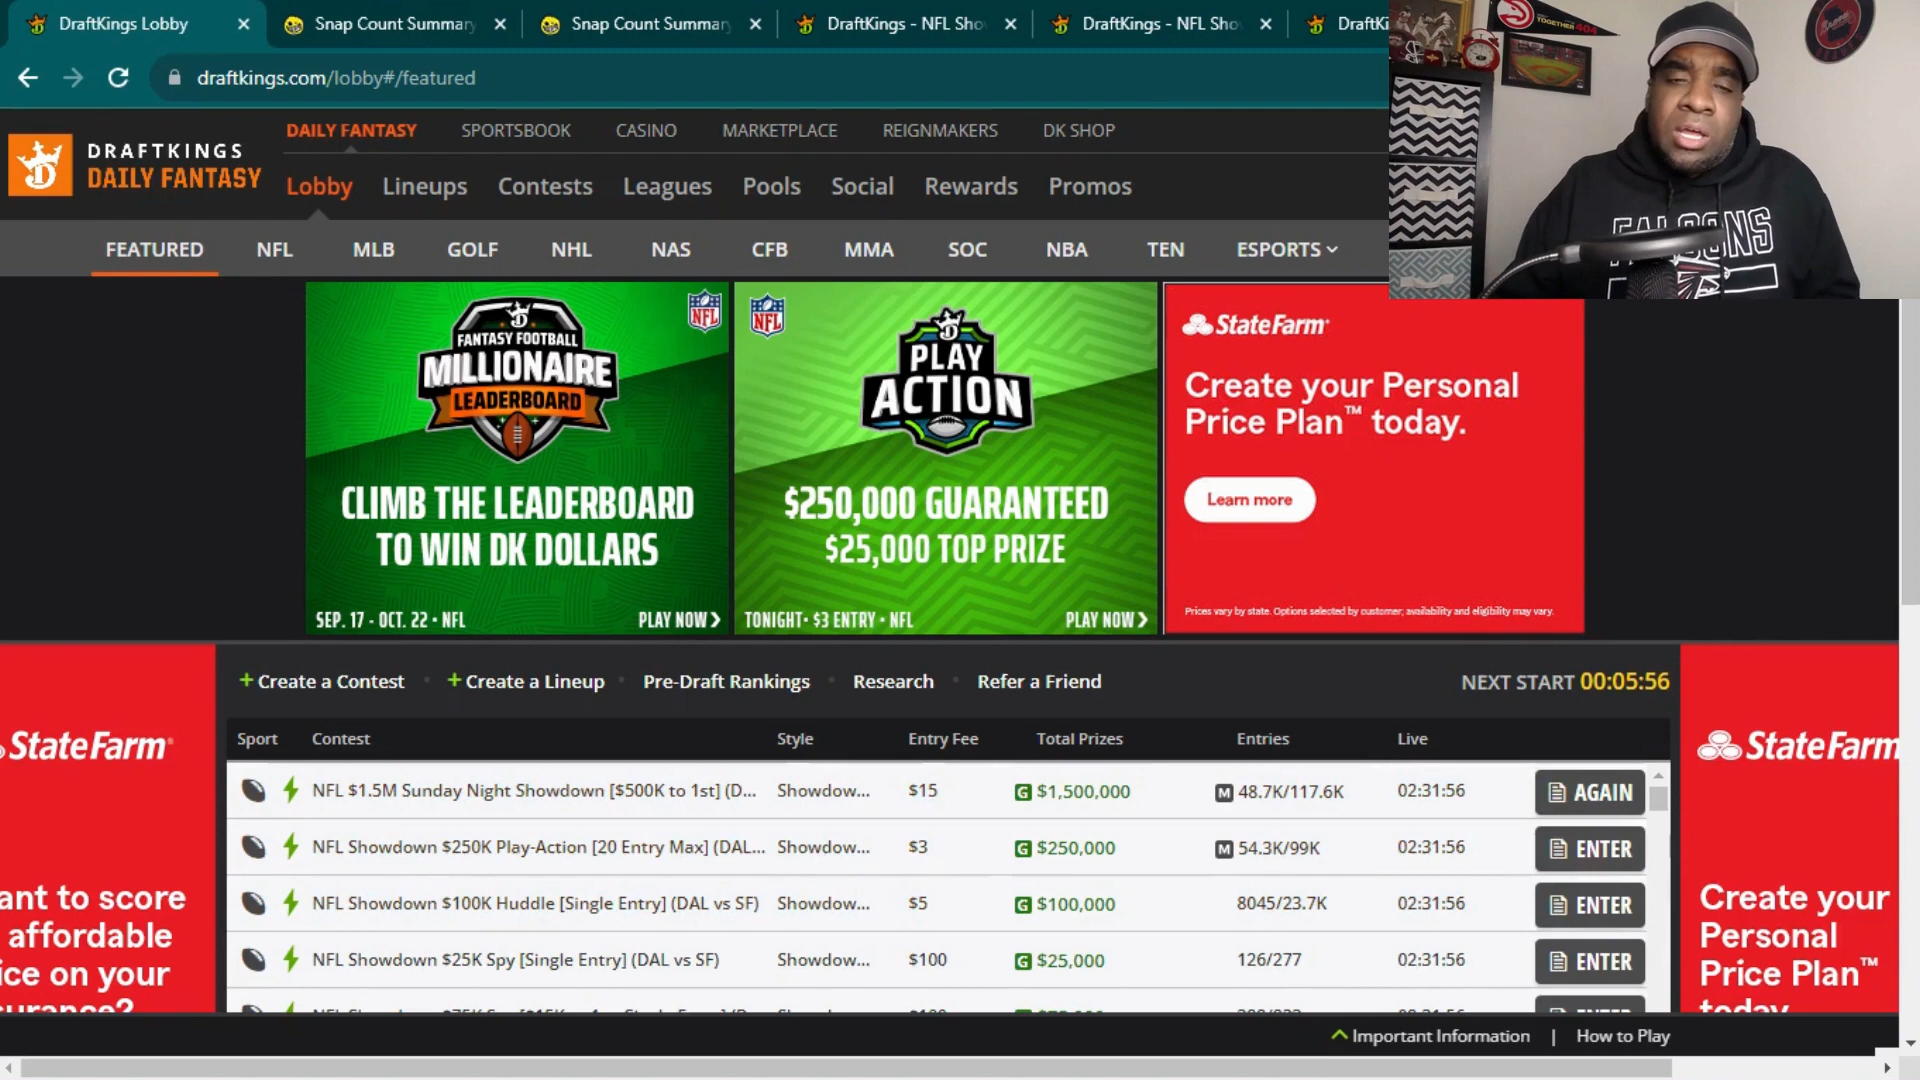 DraftKings Lobby
Snap Count Summary
Snap Count Summary
DraftKings - NFL Sho
DraftKings - NFL Sho
DraftKi
draftkings.com/lobby#/featured
DRAFTKINGS
DAILY FANTASY
DAILY FANTASY
SPORTSBOOK
CASINO
MARKETPLACE
REIGNMAKERS
DK SHOP
Lobby
Lineups
Contests
Leagues
Pools
Social
Rewards
Promos
FEATURED
NFL
MLB
GOLF
NHL
NAS
CFB
MMA
SOC
NBA
TEN
ESPORTS
TOGETHER 404
FALCONS
NFL
FANTASY FOOTBALL
MILLIONAIRE
LEADERBOARD
CLIMB THE LEADERBOARD
TO WIN DK DOLLARS
SEP. 17 - OCT. 22 • NFL
PLAY NOW
NFL
PLAY
ACTION
$250,000 GUARANTEED
$25,000 TOP PRIZE
TONIGHT • $3 ENTRY • NFL
PLAY NOW
StateFarm
Create your Personal
Price Plan™ today.
Learn more
Prices vary by state. Options selected by customer; availability and eligibility may vary.
+ Create a Contest
+ Create a Lineup
Pre-Draft Rankings
Research
Refer a Friend
NEXT START 00:05:56
Sport Contest Style Entry Fee Total Prizes Entries Live
NFL $1.5M Sunday Night Showdown [$500K to 1st] (D... Showdow... $15 G $1,500,000 M 48.7K/117.6K 02:31:56 AGAIN
NFL Showdown $250K Play-Action [20 Entry Max] (DAL... Showdow... $3 G $250,000 M 54.3K/99K 02:31:56 ENTER
NFL Showdown $100K Huddle [Single Entry] (DAL vs SF) Showdow... $5 G $100,000 8045/23.7K 02:31:56 ENTER
NFL Showdown $25K Spy [Single Entry] (DAL vs SF) Showdow... $100 G $25,000 126/277 02:31:56 ENTER
StateFarm
ant to score
affordable
ice on your
StateFarm
Create your
Personal
Price Plan™
today
Important Information | How to Play